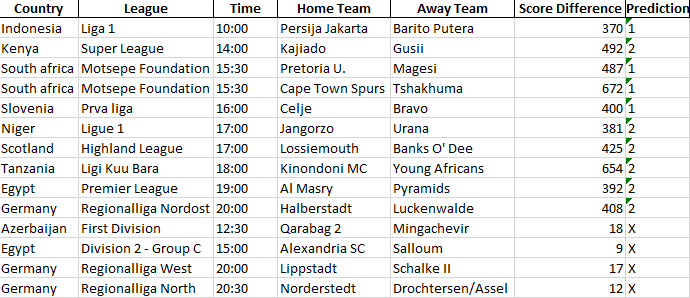 Country League Time Home Team Away Team Score Difference Prediction
Indonesia Liga 1 10:00 Persija Jakarta Barito Putera 370 1
Kenya Super League 14:00 Kajiado Gusii 492 2
South africa Motsepe Foundation 15:30 Pretoria U. Magesi 487 1
South africa Motsepe Foundation 15:30 Cape Town Spurs Tshakhuma 672 1
Slovenia Prva liga 16:00 Celje Bravo 400 1
Niger Ligue 1 17:00 Jangorzo Urana 381 2
Scotland Highland League 17:00 Lossiemouth Banks O' Dee 425 2
Tanzania Ligi Kuu Bara 18:00 Kinondoni MC Young Africans 654 2
Egypt Premier League 19:00 Al Masry Pyramids 392 2
Germany Regionalliga Nordost 20:00 Halberstadt Luckenwalde 408 2
Azerbaijan First Division 12:30 Qarabag 2 Mingachevir 18 X
Egypt Division 2 - Group C 15:00 Alexandria SC Salloum 9 X
Germany Regionalliga West 20:00 Lippstadt Schalke II 17 X
Germany Regionalliga North 20:30 Norderstedt Drochtersen/Assel 12 X